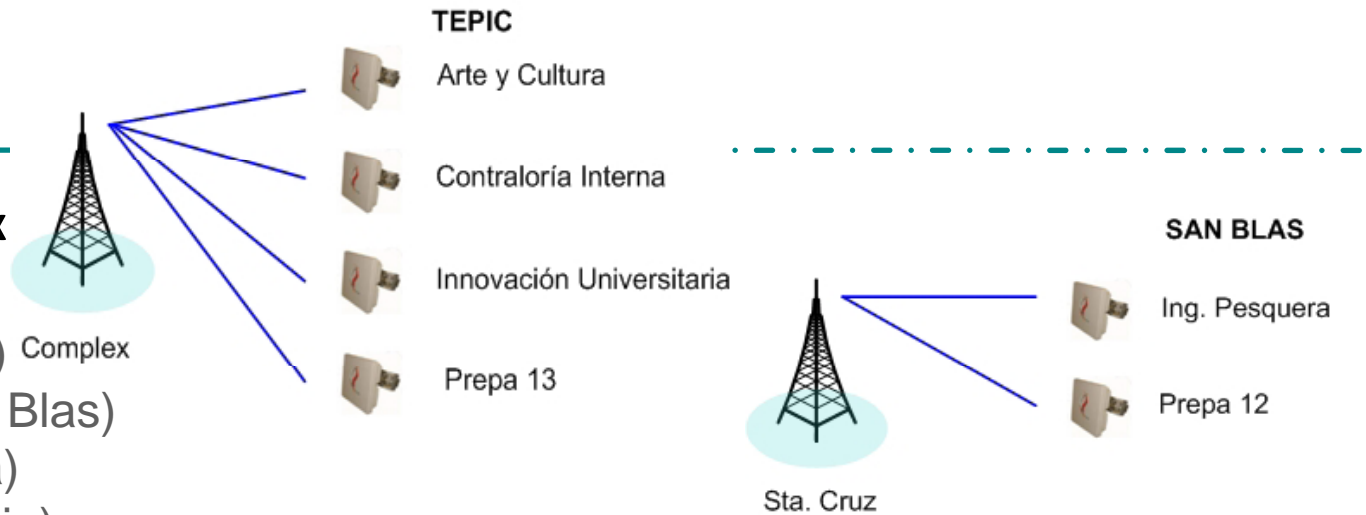 TEPIC
Arte y Cultura
Contraloría Interna
Innovación Universitaria
Prepa 13
x
)
Complex
Blas)
)
SAN BLAS
Ing. Pesquera
Prepa 12
Sta. Cruz